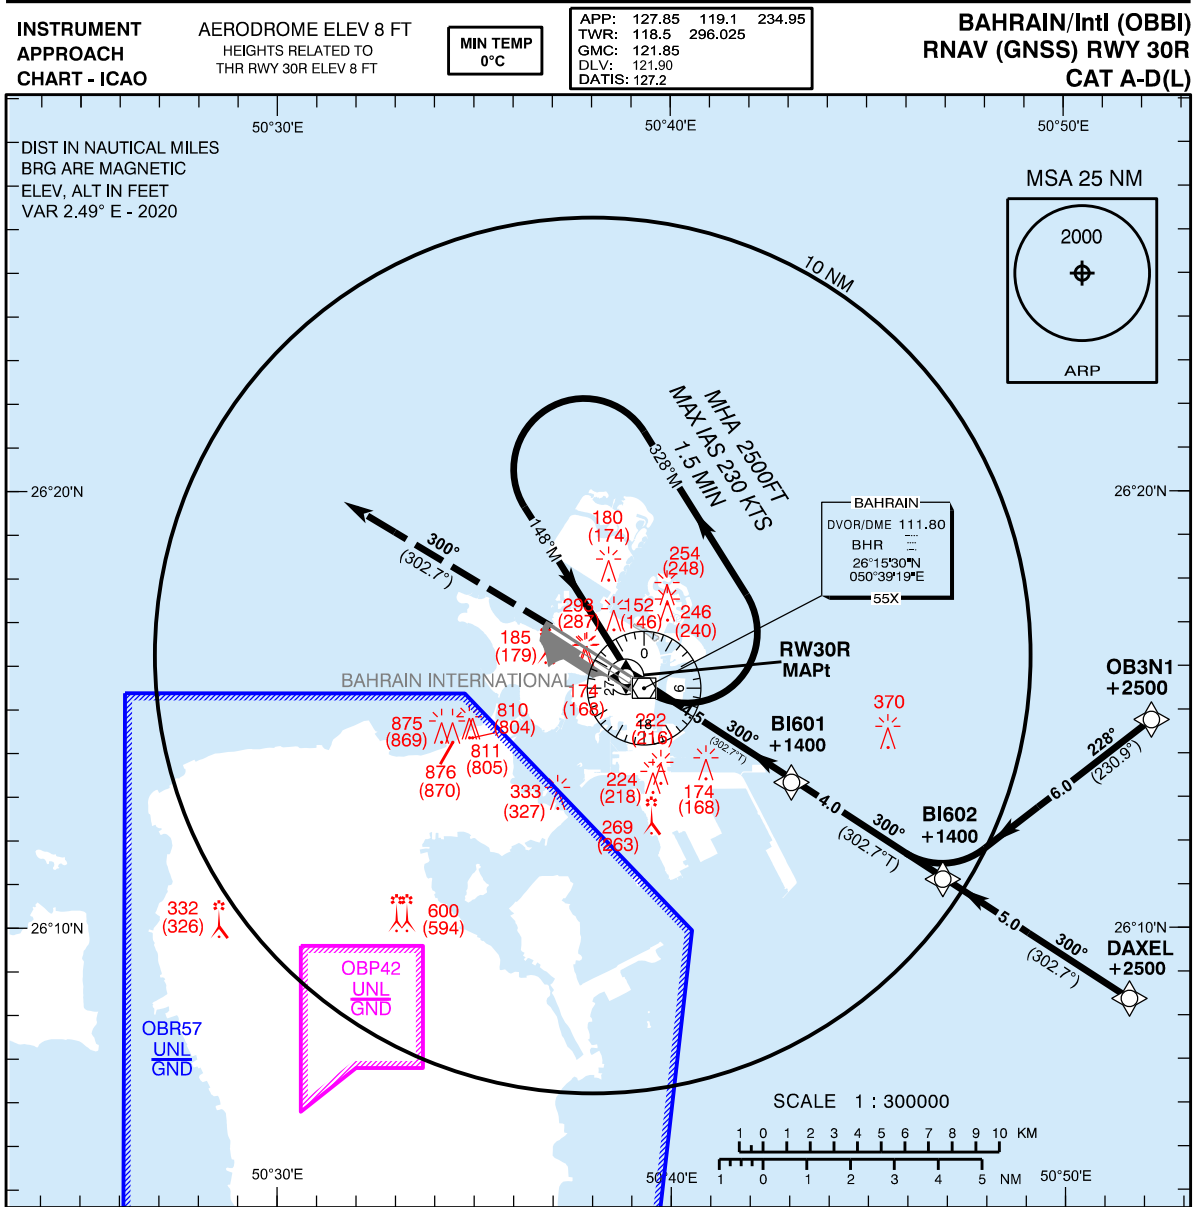 INSTRUMENT
APPROACH
CHART - ICAO
AERODROME ELEV 8 FT
HEIGHTS RELATED TO
THR RWY 30R ELEV 8 FT
MIN TEMP
0°C
APP: 127.85 119.1 234.95
TWR: 118.5 296.025
GMC: 121.85
DLV: 121.90
DATIS: 127.2
BAHRAIN/Intl (OBBI)
RNAV (GNSS) RWY 30R
CAT A-D(L)
50°30'E
50°40'E
50°50'E
DIST IN NAUTICAL MILES
BRG ARE MAGNETIC
ELEV, ALT IN FEET
VAR 2.49° E - 2020
MSA 25 NM
2000
ARP
10 NM
MHA 2500FT
MAX IAS 230 KTS
1.5 MIN
328°M
148°M
26°20'N
26°20'N
300°
(302.7°)
180
(174)
254
(248)
293
(287)
152
(146)
246
(240)
185
(179)
BAHRAIN
DVOR/DME 111.80
BHR
26°15'30"N
050°39'19"E
55X
RW30R
MAPt
BAHRAIN INTERNATIONAL
0
6
18
27
174
(168)
222
(216)
4.5
300°
(302.7°T)
BI601
+1400
370
OB3N1
+2500
228°
(230.9°)
6.0
875
(869)
810
(804)
811
(805)
876
(870)
333
(327)
224
(218)
174
(168)
269
(263)
4.0
300°
(302.7°T)
BI602
+1400
332
(326)
600
(594)
26°10'N
26°10'N
5.0
300°
(302.7°)
DAXEL
+2500
OBP42
UNL
GND
OBR57
UNL
GND
SCALE 1 : 300000
1 0 1 2 3 4 5 6 7 8 9 10 KM
1 0 1 2 3 4 5 NM
50°30'E
50°40'E
50°50'E